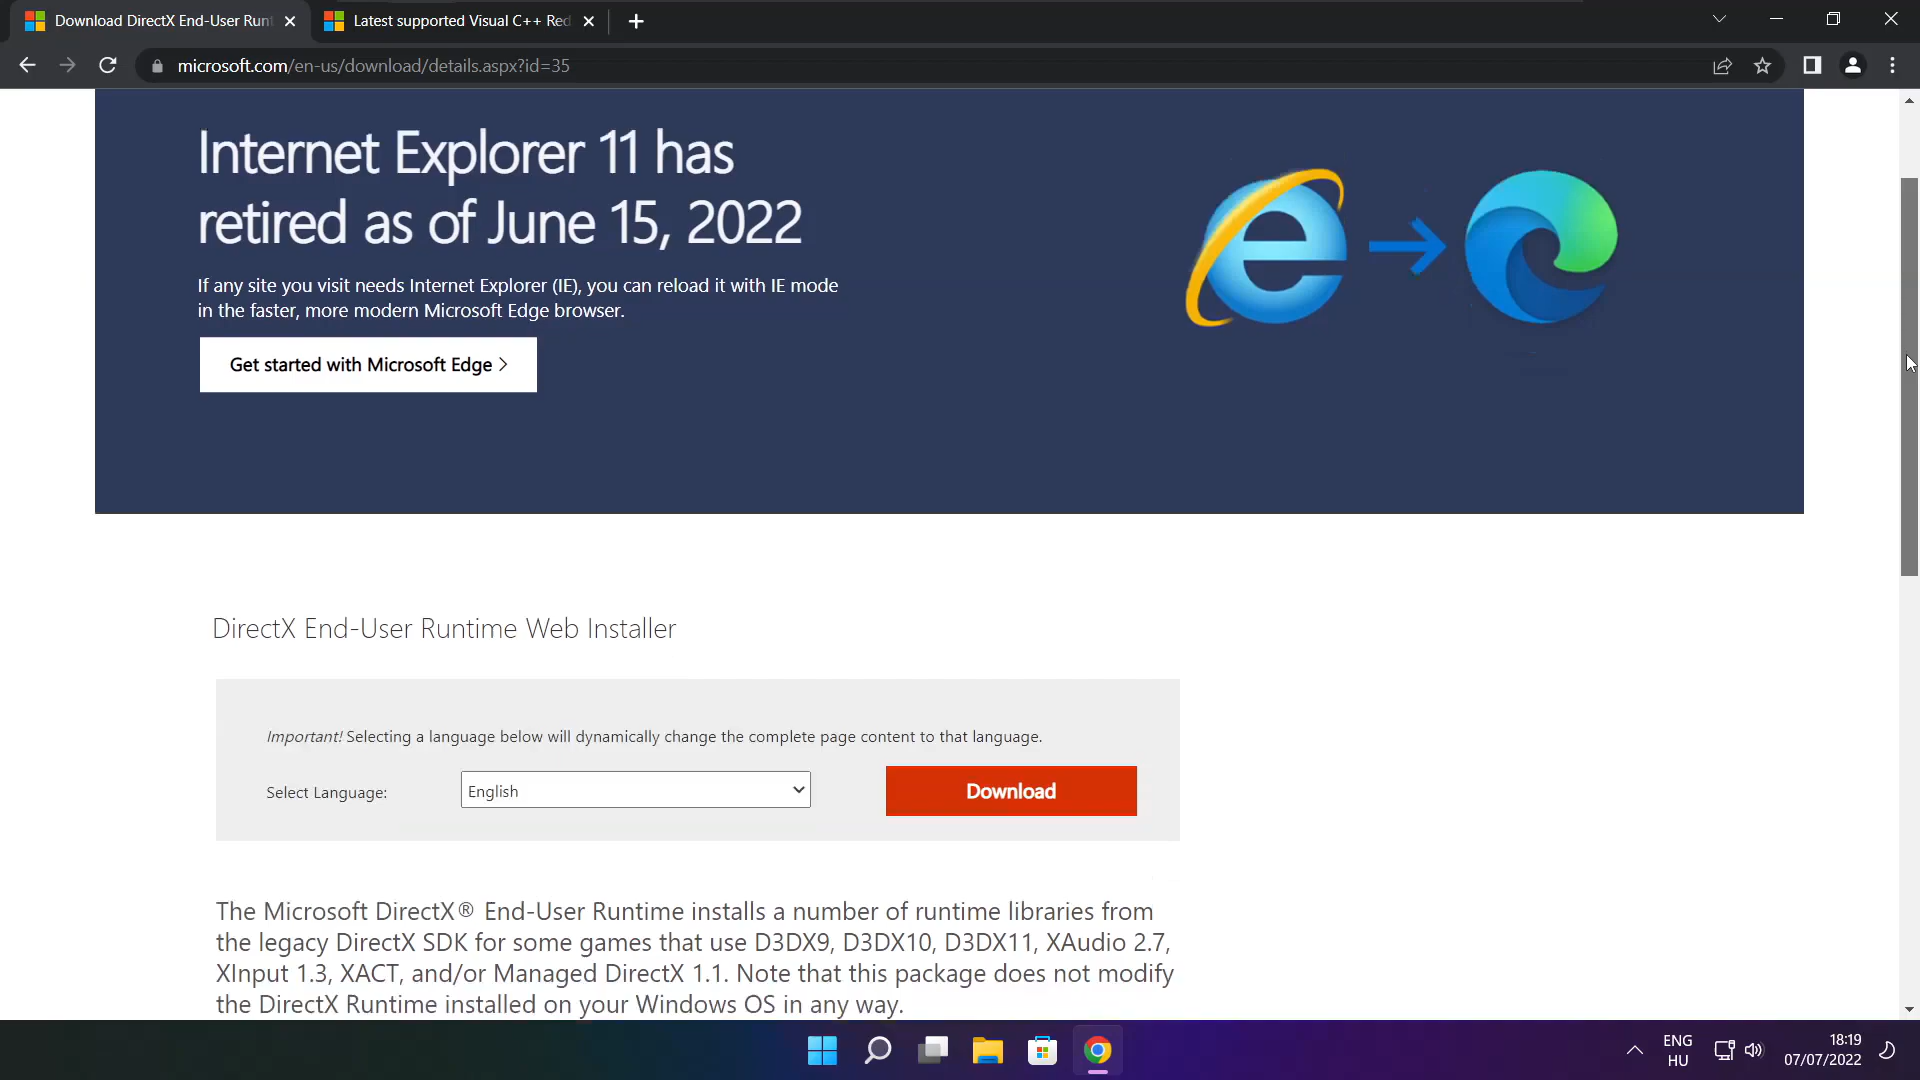 Download DirectX End-User Runt
Latest supported Visual C++ Red
microsoft.com/en-us/download/details.aspx?id=35
Internet Explorer 11 has
retired as of June 15, 2022
If any site you visit needs Internet Explorer (IE), you can reload it with IE mode
in the faster, more modern Microsoft Edge browser.
Get started with Microsoft Edge >
DirectX End-User Runtime Web Installer
Important! Selecting a language below will dynamically change the complete page content to that language.
Select Language:
English
Download
The Microsoft DirectX® End-User Runtime installs a number of runtime libraries from
the legacy DirectX SDK for some games that use D3DX9, D3DX10, D3DX11, XAudio 2.7,
XInput 1.3, XACT, and/or Managed DirectX 1.1. Note that this package does not modify
the DirectX Runtime installed on your Windows OS in any way.
ENG
HU
18:19
07/07/2022